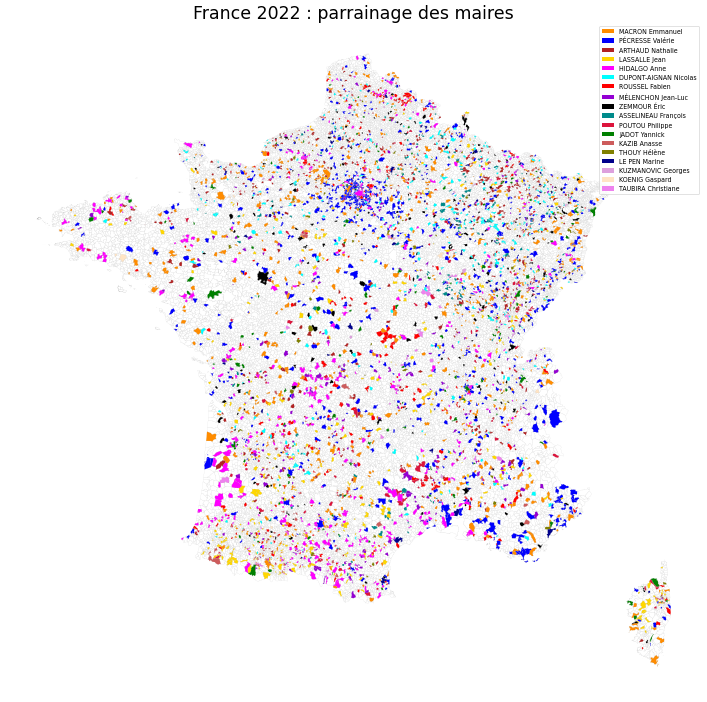 France 2022 : parrainage des maires
MACRON Emmanuel
PÉCRESSE Valérie
ARTHAUD Nathalie
LASSALLE Jean
HIDALGO Anne
DUPONT-AIGNAN Nicolas
ROUSSEL Fabien
MÉLENCHON Jean-Luc
ZEMMOUR Éric
ASSELINEAU François
POUTOU Philippe
JADOT Yannick
KAZIB Anasse
THOUY Hélène
LE PEN Marine
KUZMANOVIC Georges
KOENIG Gaspard
TAUBIRA Christiane